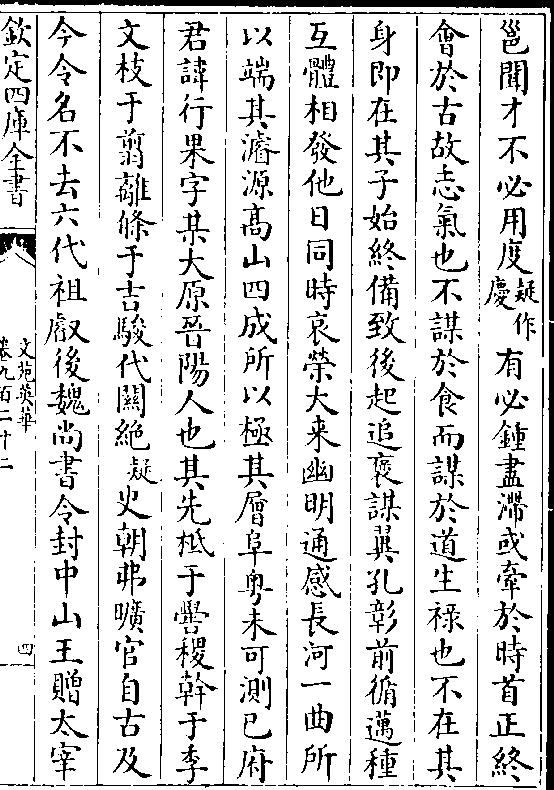 邕聞才不必用度疑作慶有必鍾盡滯或牽於時首正終
會於古故志氣也不謀於食而謀於道生祿也不在其
身即在其子始終備致後起追褒謀翼孔彰前循邁種
互體相發他日同時哀榮大来幽明通感長河一曲所
以端其濬源髙山四成所以極其層阜粤未可測已府
君諱行果字某大原晉陽人也其先柢于嚳稷幹于季
文枝于翦離條于吉駿代闕絶疑史朝弗曠官自古及
今令名不去六代祖叡後魏尚書令封中山王贈太宰
欽定四庫全書
文苑英華
卷九百二十二
四